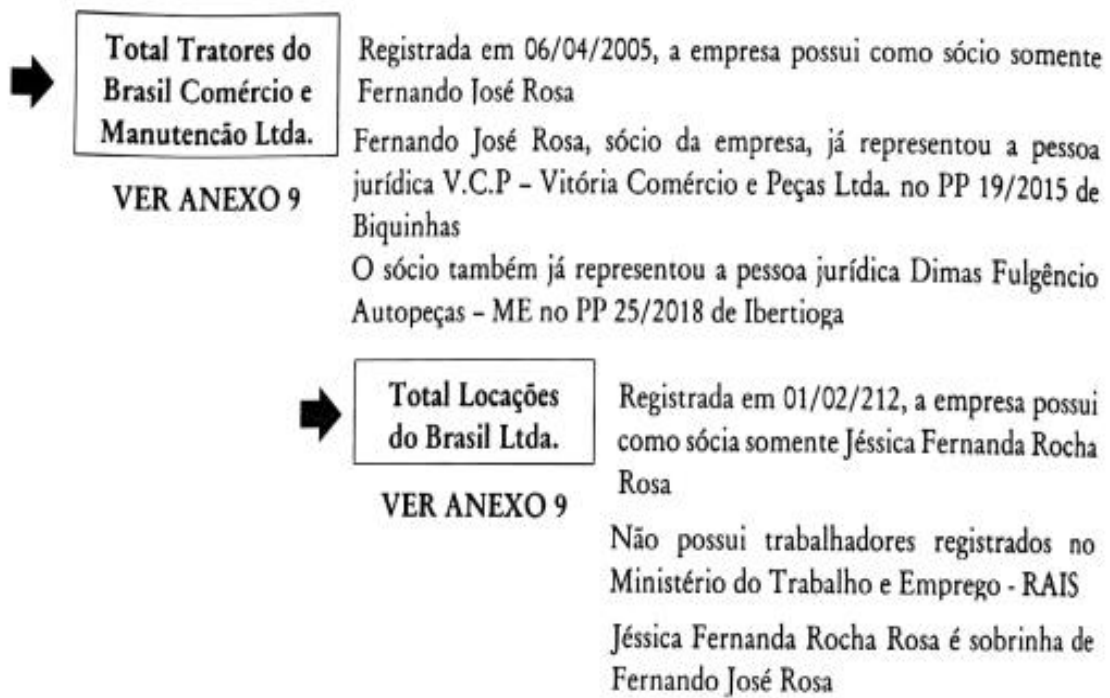 Total Tratores do
Brasil Comércio e
Manutencão Ltda.
VER ANEXO 9
Registrada em 06/04/2005, a empresa possui como sócio somente
Fernando José Rosa
Fernando José Rosa, sócio da empresa, já representou a pessoa
jurídica V.C.P – Vitória Comércio e Peças Ltda. no PP 19/2015 de
Biquinhas
O sócio também já representou a pessoa jurídica Dimas Fulgêncio
Autopeças – ME no PP 25/2018 de Ibertioga
Total Locações
do Brasil Ltda.
VER ANEXO 9
Registrada em 01/02/212, a empresa possui
como sócia somente Jéssica Fernanda Rocha
Rosa
Não possui trabalhadores registrados no
Ministério do Trabalho e Emprego - RAIS
Jéssica Fernanda Rocha Rosa é sobrinha de
Fernando José Rosa